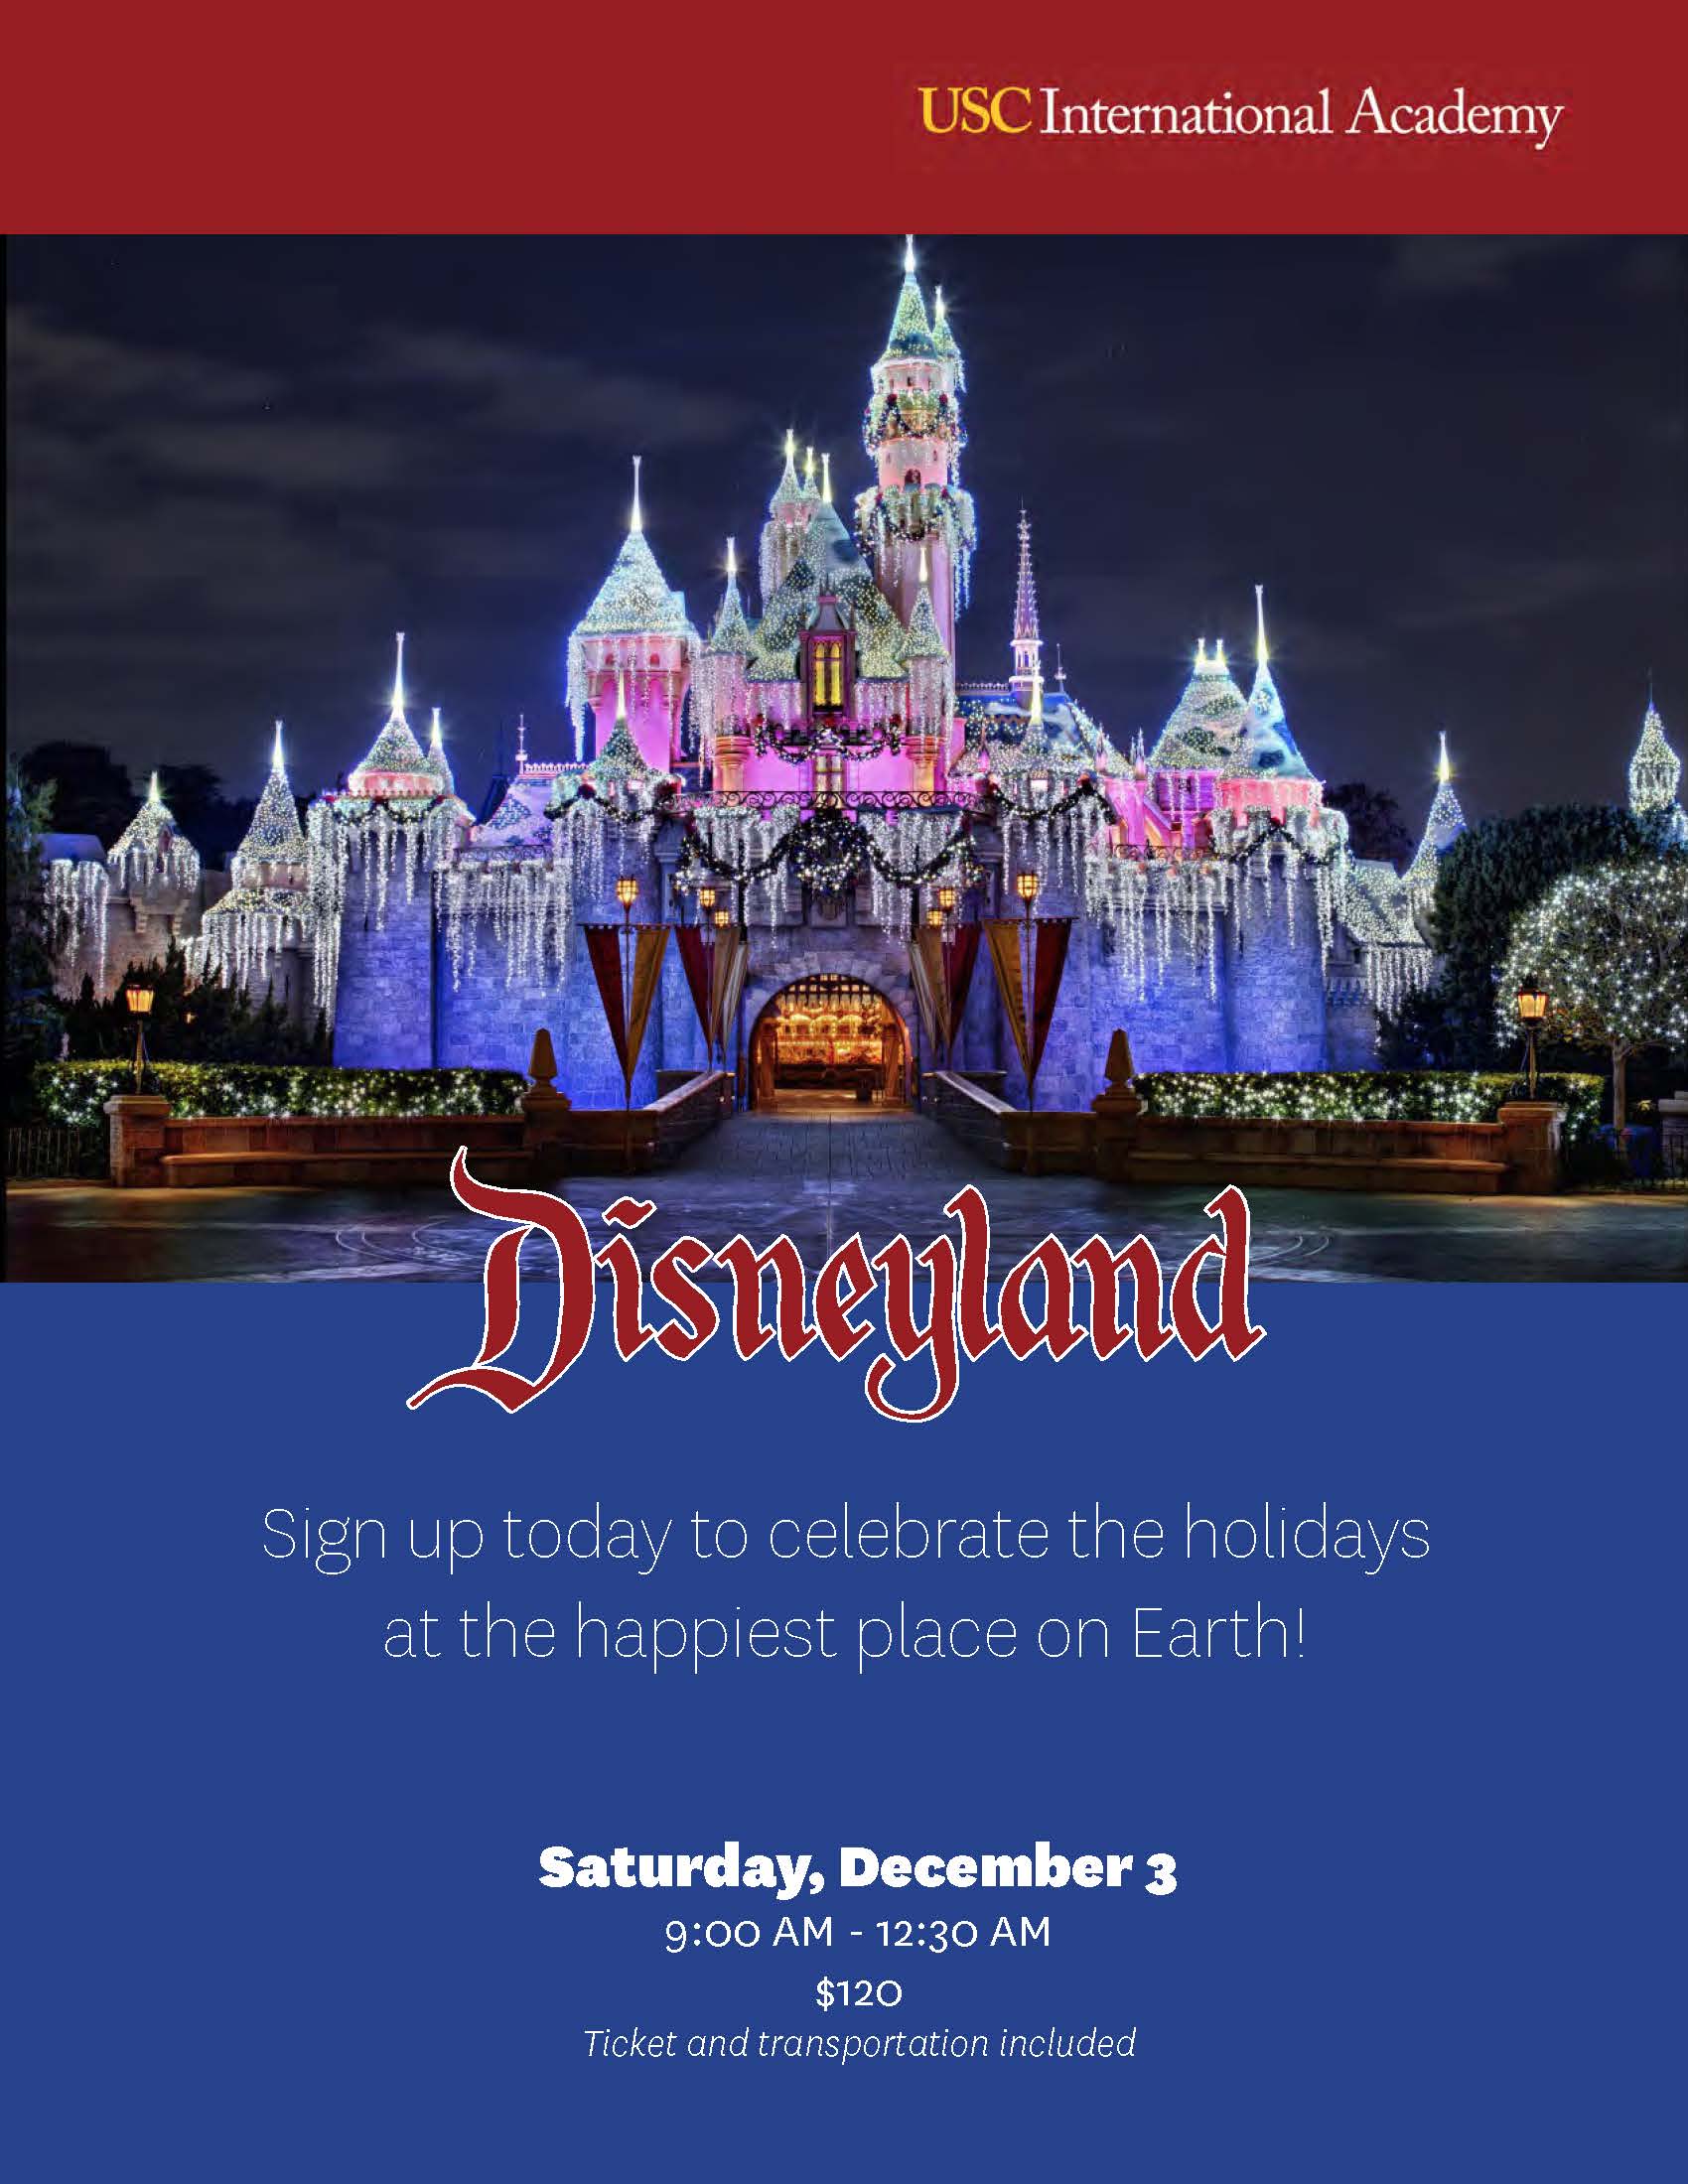 USC International Academy
Disneyland
Sign up today to celebrate the holidays
at the happiest place on Earth!
Saturday, December 3
9:00 AM - 12:30 AM
$120
Ticket and transportation included